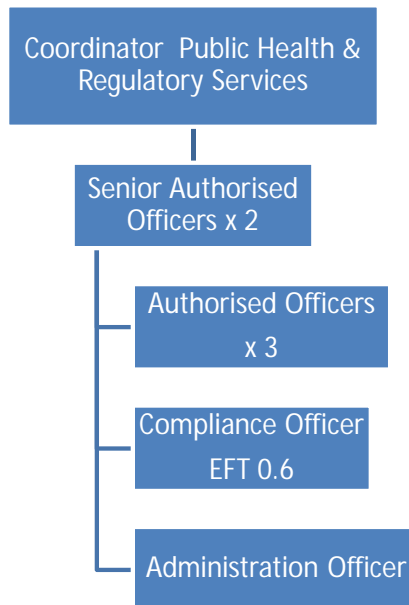 Coordinator Public Health &
Regulatory Services
Senior Authorised
Officers x 2
Authorised Officers
x 3
Compliance Officer
EFT 0.6
Administration Officer